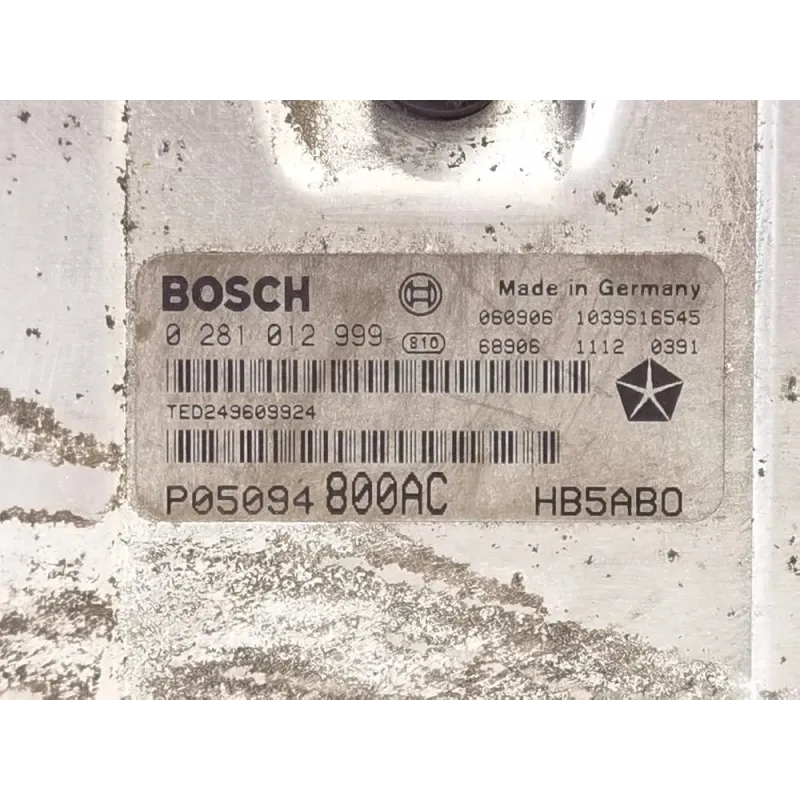 BOSCH
Made in Germany
060906 1039S16545
0 281 012 999 810
68906 1112 0391
TED249609924
P05094 800AC HB5AB0